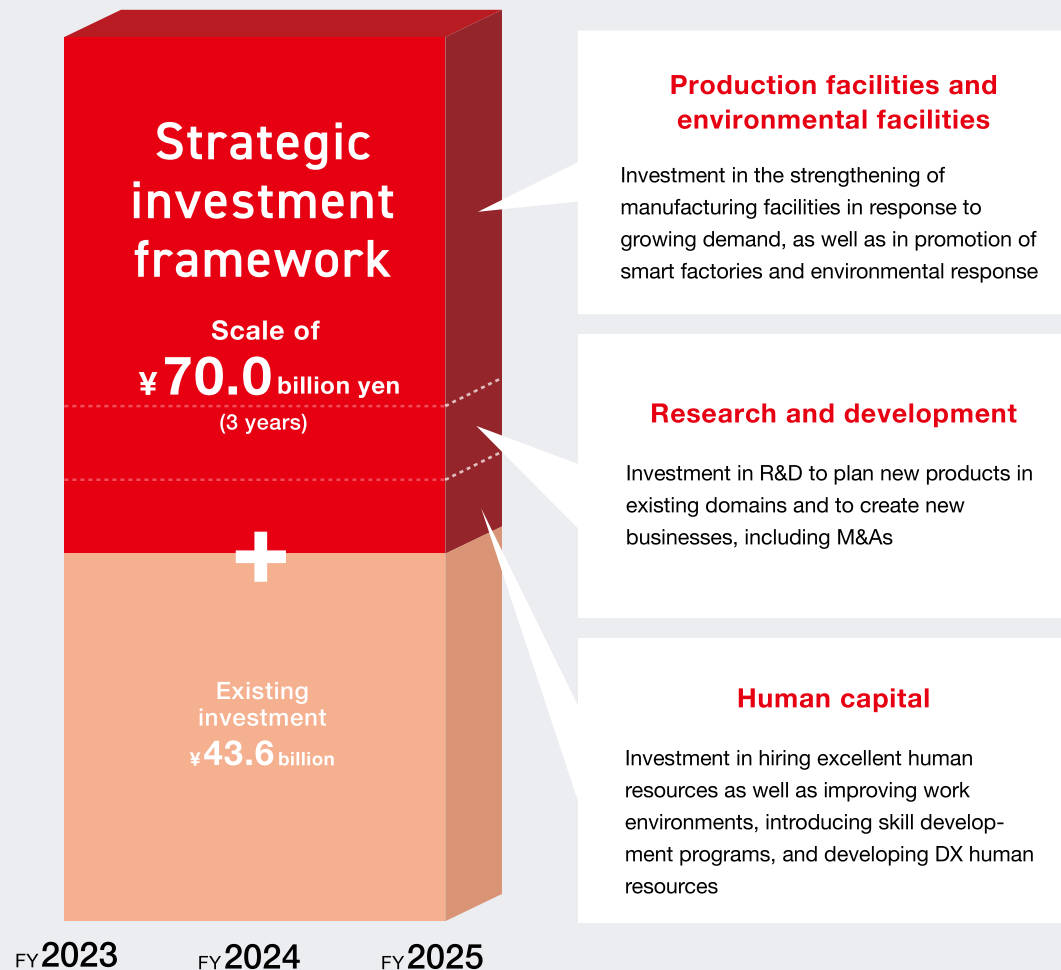 Strategic
investment
framework
Scale of
¥70.0 billion yen
(3 years)
+
Existing
investment
¥43.6 billion
FY2023
FY2024
FY2025
Production facilities and
environmental facilities
Investment in the strengthening of
manufacturing facilities in response to
growing demand, as well as in promotion of
smart factories and environmental response
Research and development
Investment in R&D to plan new products in
existing domains and to create new
businesses, including M&As
Human capital
Investment in hiring excellent human
resources as well as improving work
environments, introducing skill develop-
ment programs, and developing DX human
resources